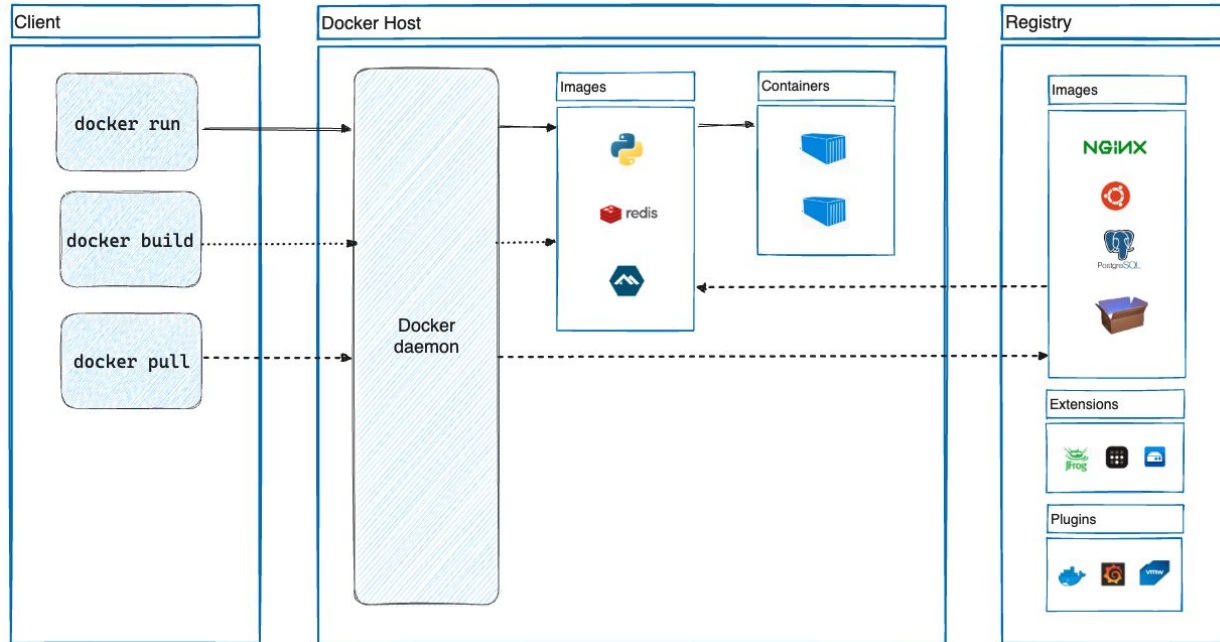 Client
Docker Host
Registry
docker run
docker build
docker pull
Docker
daemon
Images
redis
Containers
Images
NGINX
PostgreSQL
Extensions
JFrog
Plugins
vmw